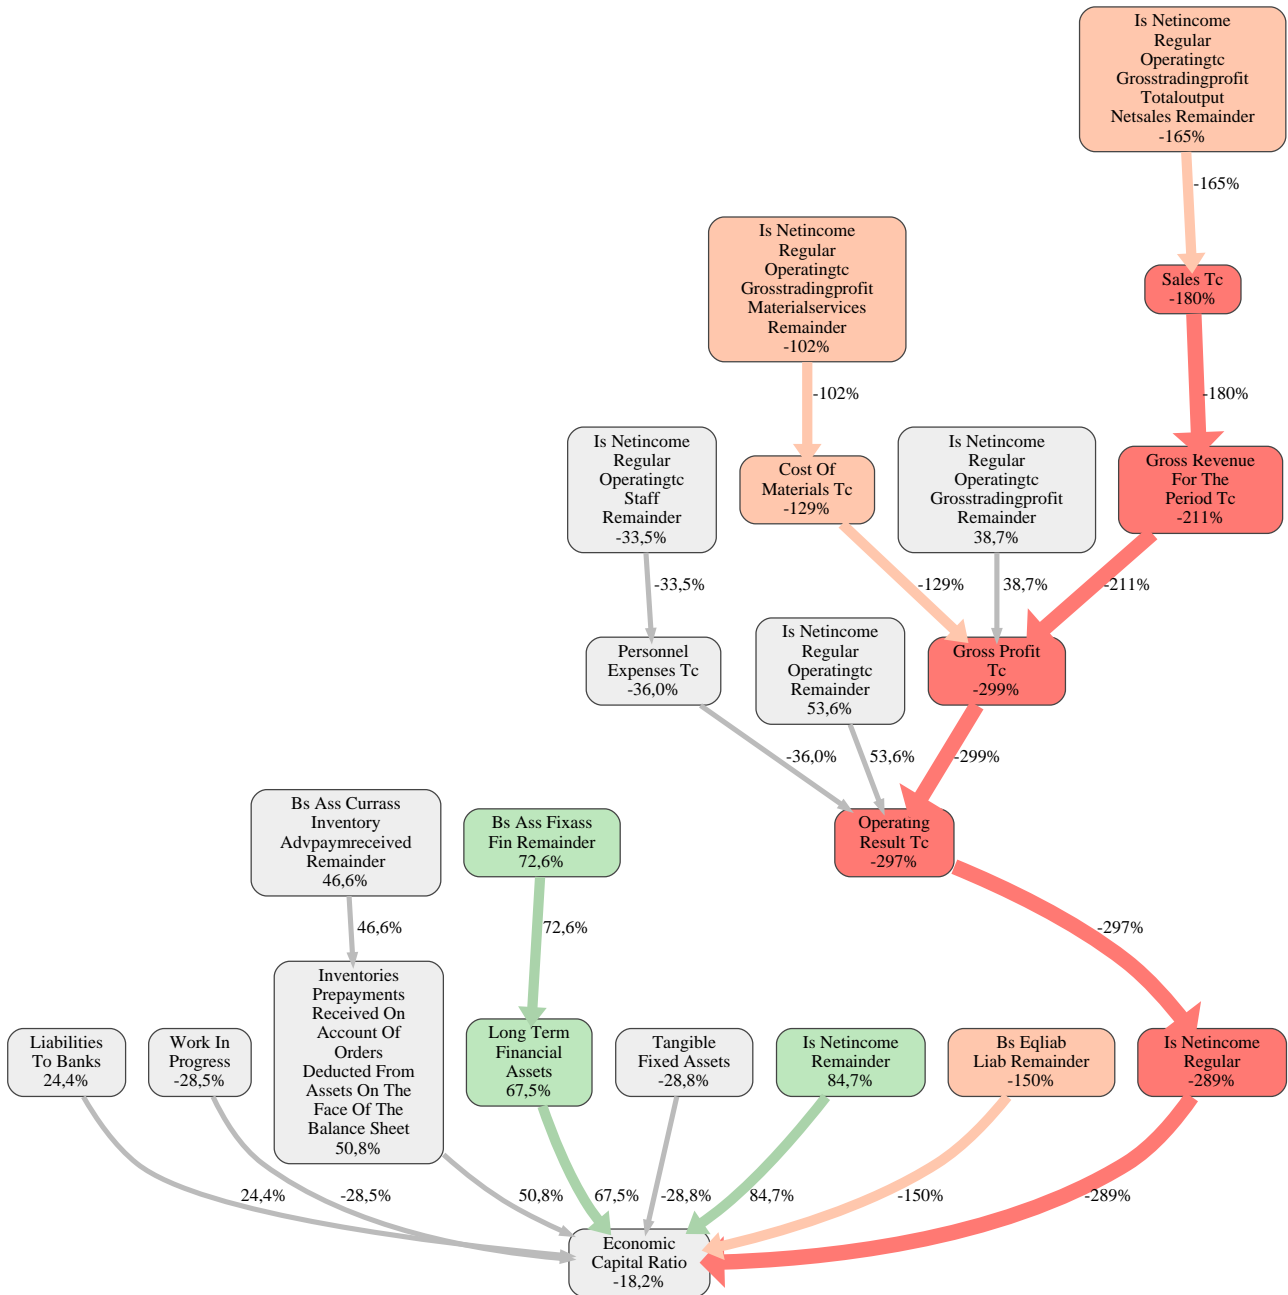 Is Netincome
Regular
Operatingtc
Grosstradingprofit
Totaloutput
Netsales Remainder
-165%
-165%
Is Netincome
Regular
Operatingtc
Grosstradingprofit
Materialservices
Remainder
-102%
Sales Tc
-180%
-102%
-180%
Is Netincome
Regular
Operatingtc
Staff
Remainder
-33,5%
Cost Of
Materials Tc
-129%
Is Netincome
Regular
Operatingtc
Grosstradingprofit
Remainder
38,7%
Gross Revenue
For The
Period Tc
-211%
-33,5%
-129%
38,7%
-211%
Personnel
Expenses Tc
-36,0%
Is Netincome
Regular
Operatingtc
Remainder
53,6%
Gross Profit
Tc
-299%
-36,0%
53,6%
-299%
Bs Ass Currass
Inventory
Advpaymreceived
Remainder
46,6%
Bs Ass Fixass
Fin Remainder
72,6%
Operating
Result Tc
-297%
46,6%
72,6%
-297%
Liabilities
To Banks
24,4%
Work In
Progress
-28,5%
Inventories
Prepayments
Received On
Account Of
Orders
Deducted From
Assets On The
Face Of The
Balance Sheet
50,8%
Long Term
Financial
Assets
67,5%
Tangible
Fixed Assets
-28,8%
Is Netincome
Remainder
84,7%
Bs Eqliab
Liab Remainder
-150%
Is Netincome
Regular
-289%
24,4%
-28,5%
50,8%
67,5%
-28,8%
84,7%
-150%
-289%
Economic
Capital Ratio
-18,2%